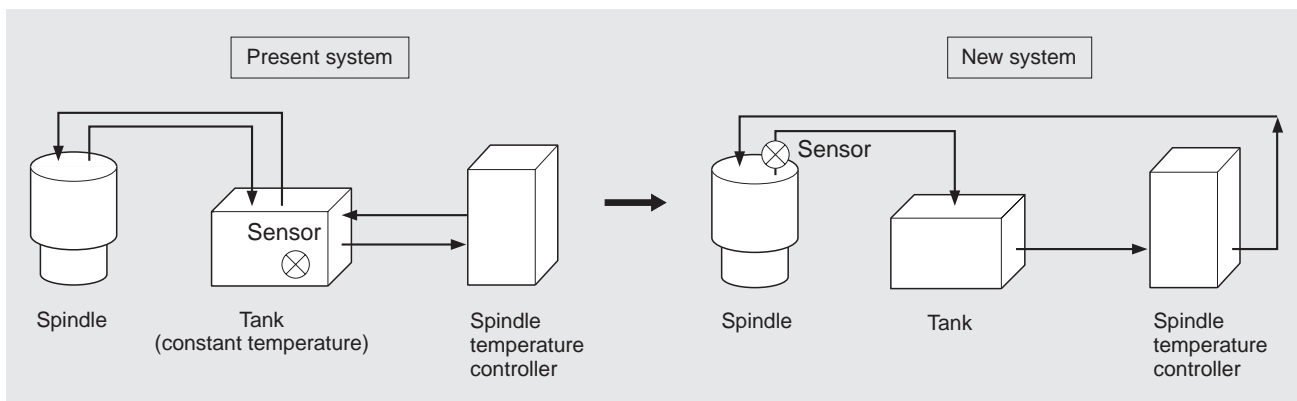 Present system
Sensor
Spindle
Tank
(constant temperature)
Spindle
temperature
controller
New system
Sensor
Spindle
Tank
Spindle
temperature
controller